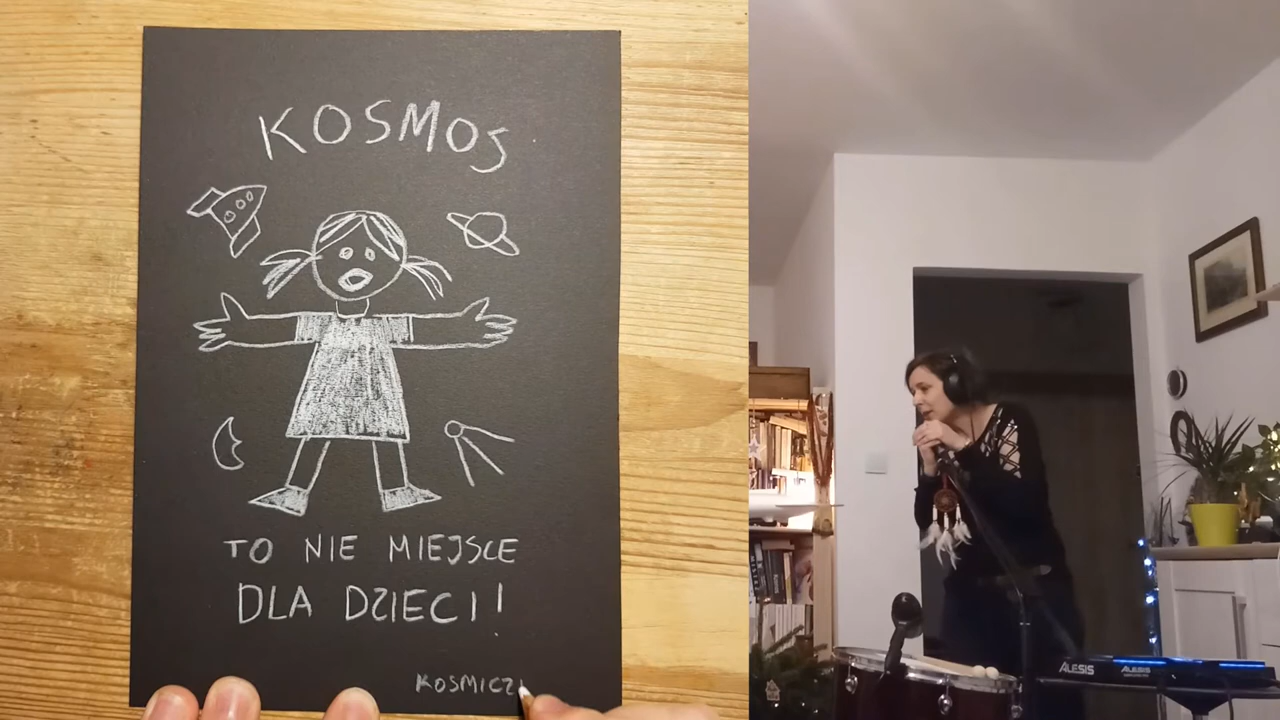 KOSMOS
TO NIE MIEJSCE
DLA DZIECI!
KOSMICZ
ALESIS
ALESIS